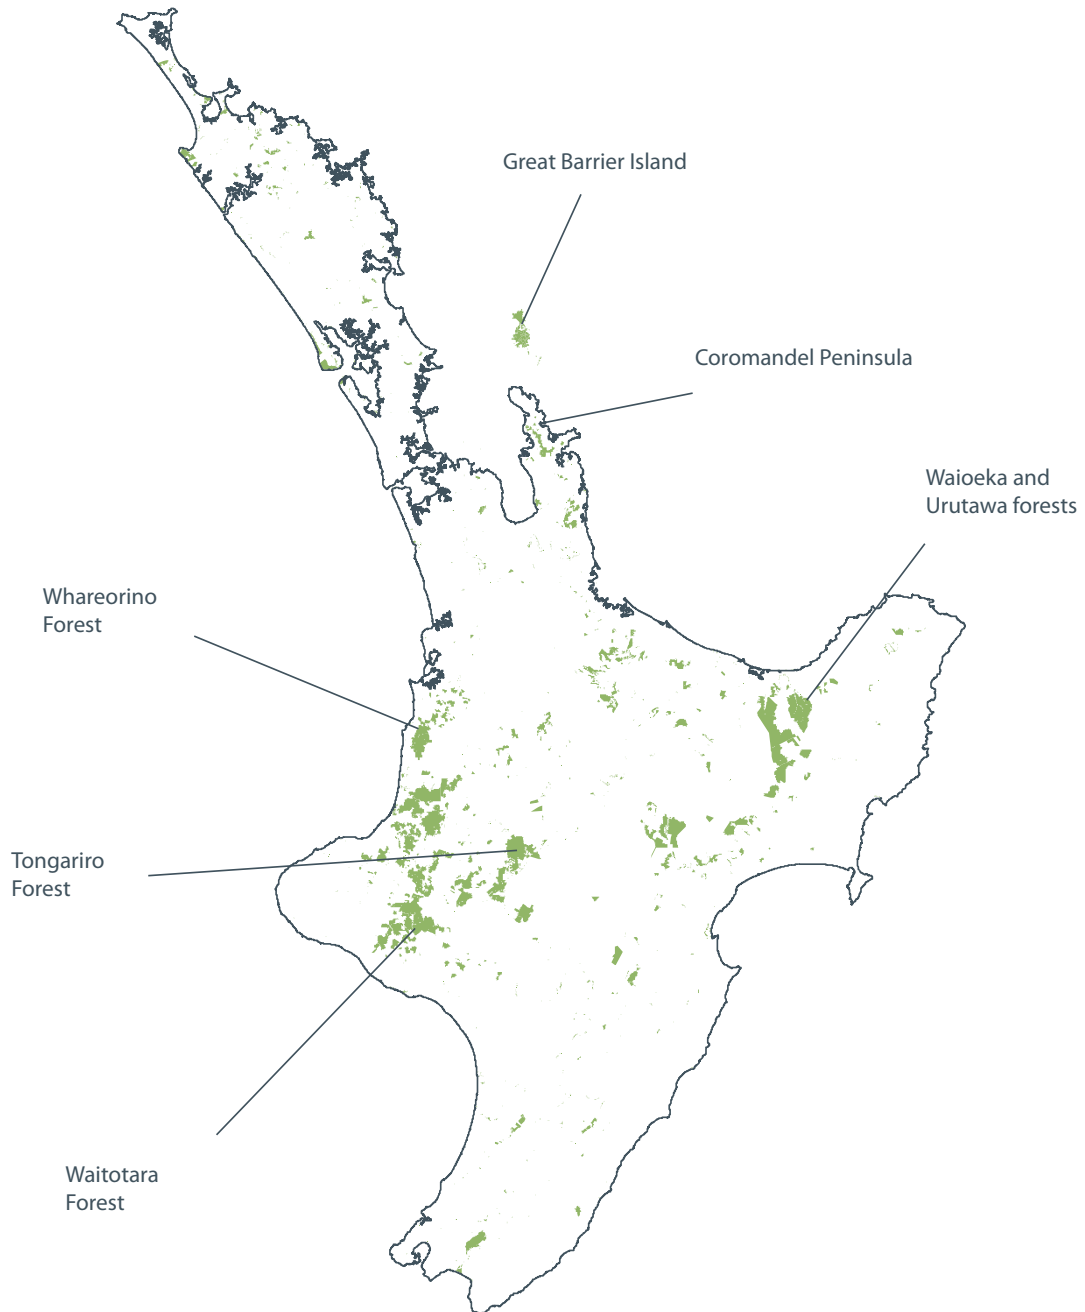 Great Barrier Island
Coromandel Peninsula
Waioeka and
Urutawa forests
Whareorino
Forest
Tongariro
Forest
Waitotara
Forest